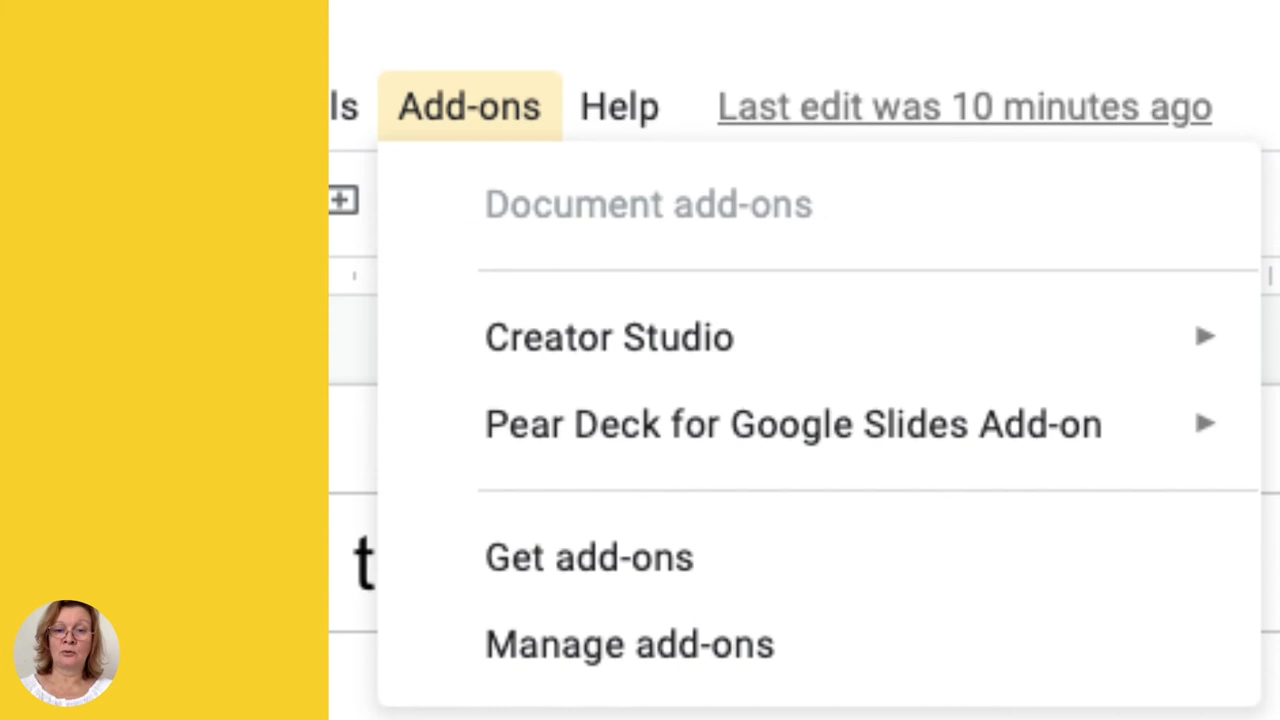 ls Add-ons Help Last edit was 10 minutes ago
Document add-ons
Creator Studio
Pear Deck for Google Slides Add-on
t
Get add-ons
Manage add-ons